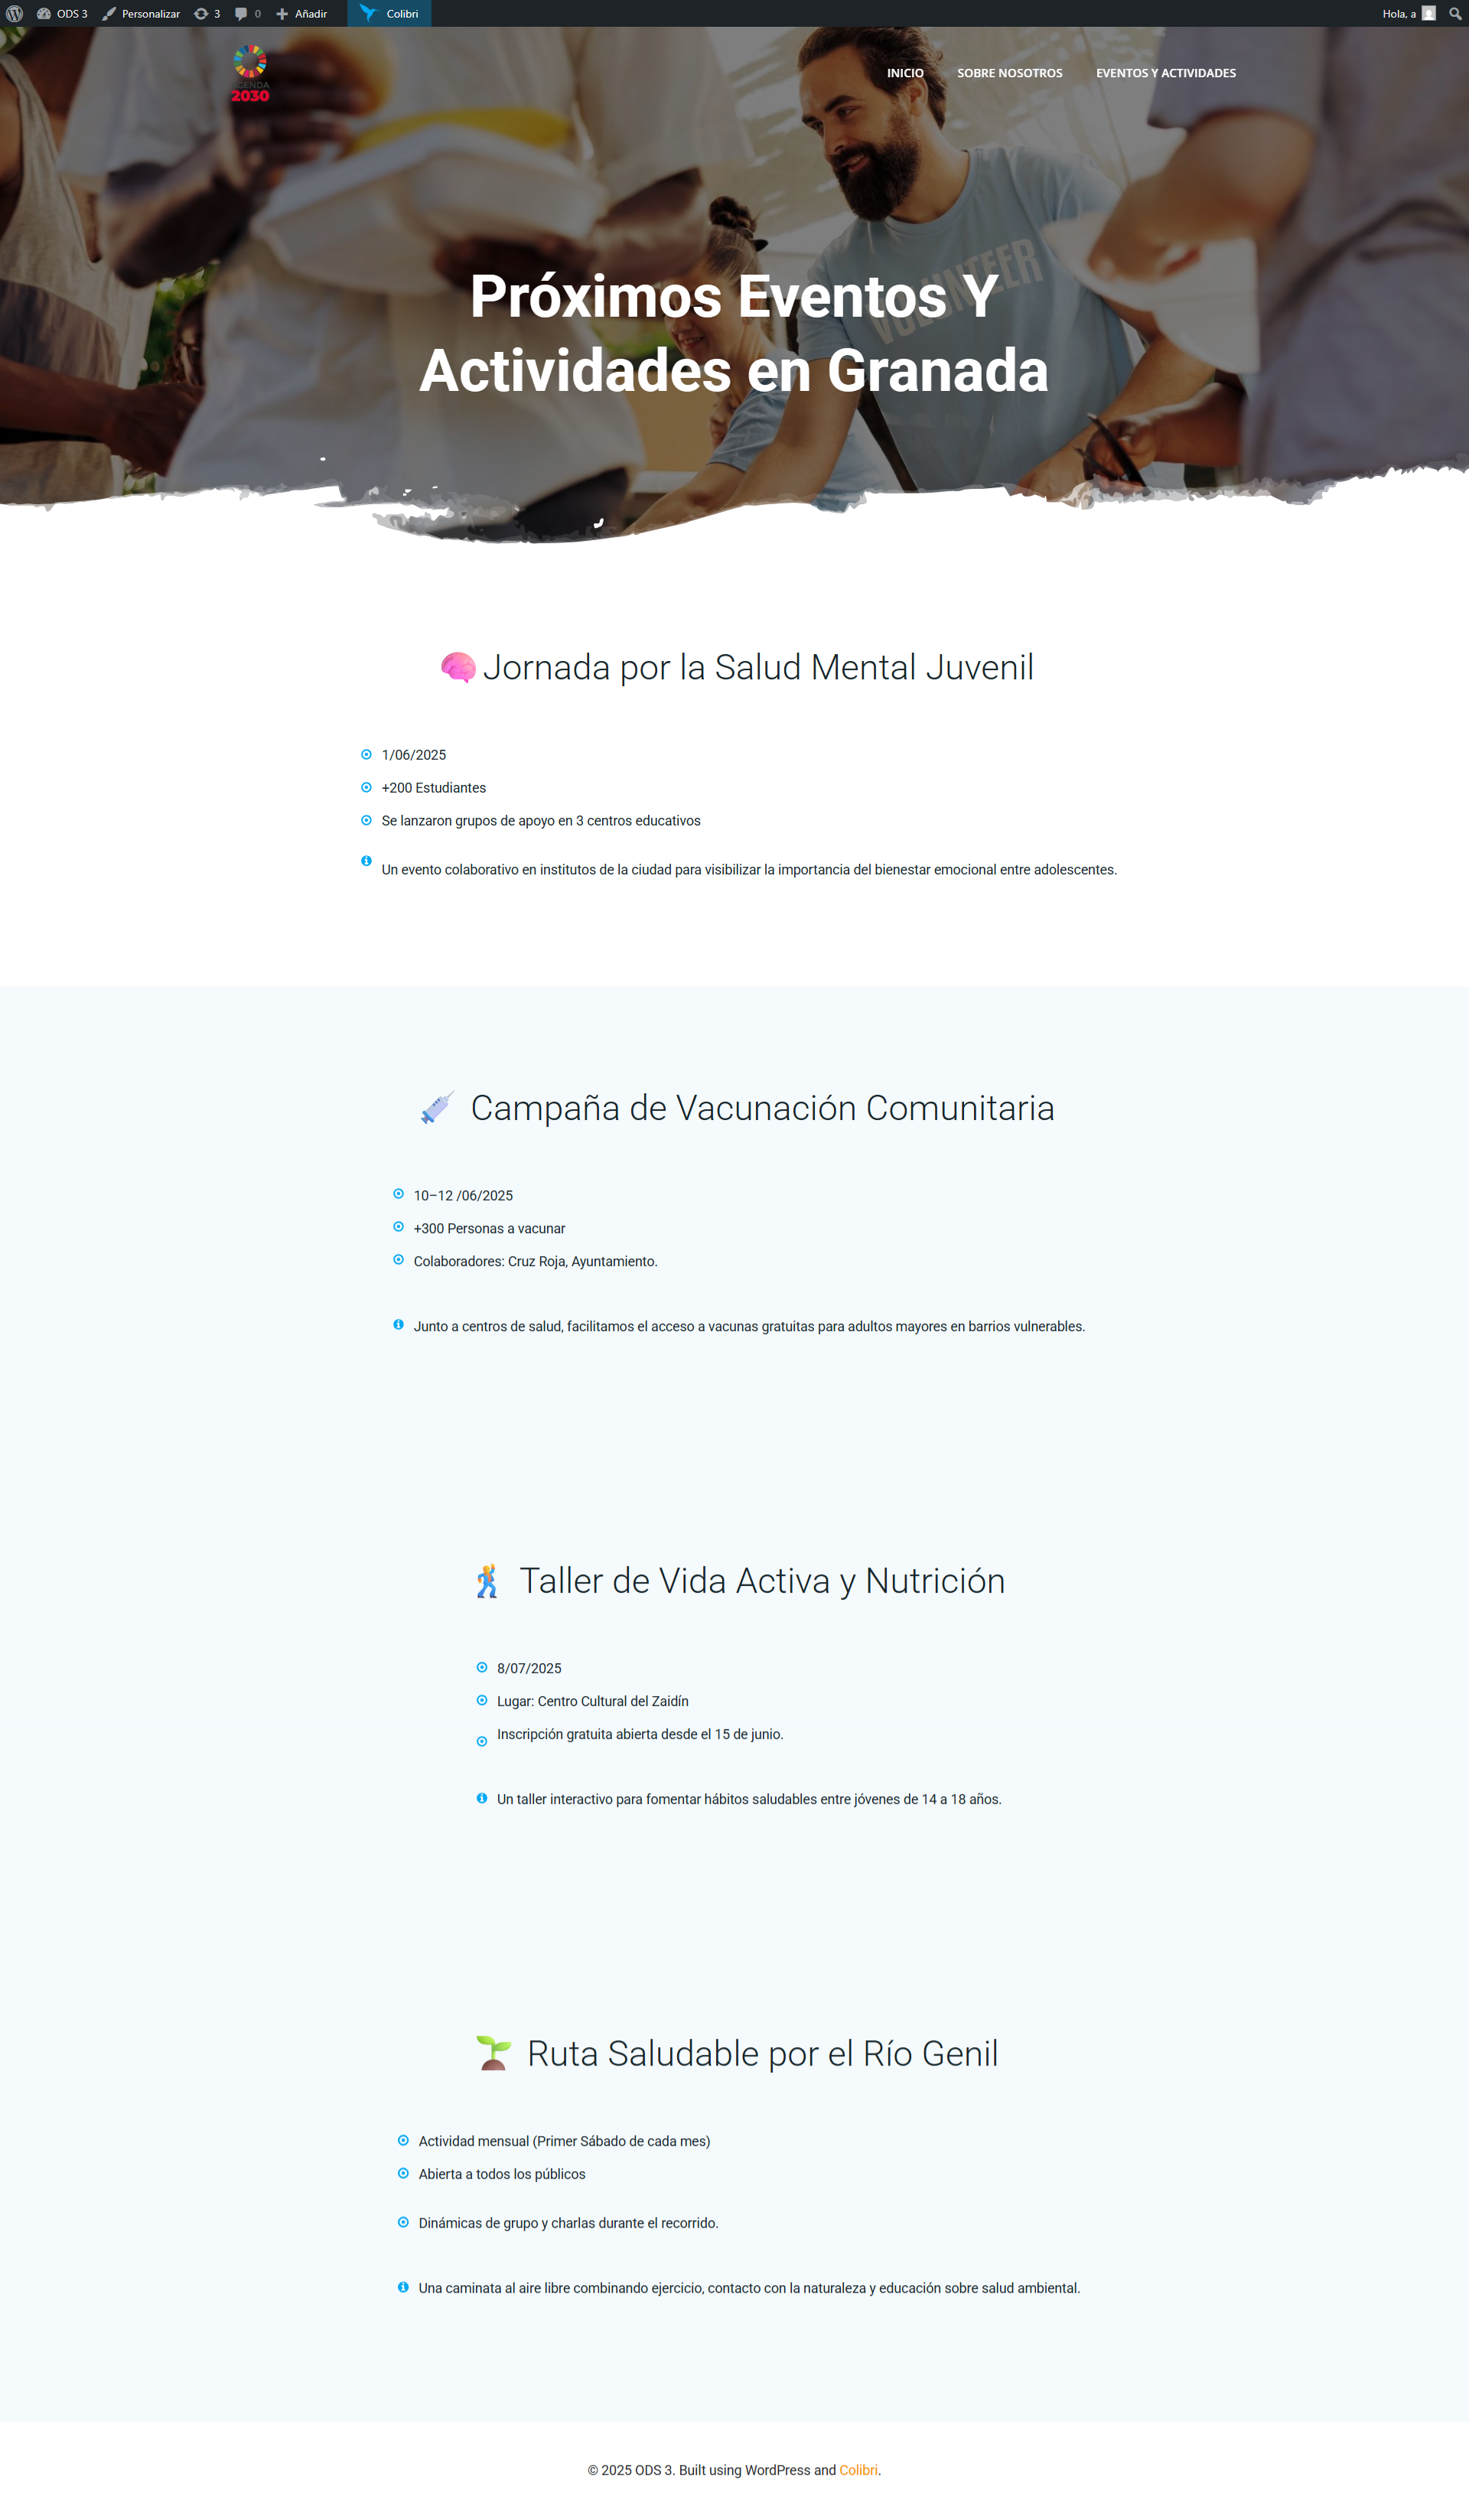 ODS 3 Personalizar 3 0 Añadir Colibri Hola, a
AGENDA
2030
INICIO SOBRE NOSOTROS EVENTOS Y ACTIVIDADES
VOLUNTEER
Próximos Eventos Y
Actividades en Granada
Jornada por la Salud Mental Juvenil
1/06/2025
+200 Estudiantes
Se lanzaron grupos de apoyo en 3 centros educativos
Un evento colaborativo en institutos de la ciudad para visibilizar la importancia del bienestar emocional entre adolescentes.
Campaña de Vacunación Comunitaria
10–12 /06/2025
+300 Personas a vacunar
Colaboradores: Cruz Roja, Ayuntamiento.
Junto a centros de salud, facilitamos el acceso a vacunas gratuitas para adultos mayores en barrios vulnerables.
Taller de Vida Activa y Nutrición
8/07/2025
Lugar: Centro Cultural del Zaidín
Inscripción gratuita abierta desde el 15 de junio.
Un taller interactivo para fomentar hábitos saludables entre jóvenes de 14 a 18 años.
Ruta Saludable por el Río Genil
Actividad mensual (Primer Sábado de cada mes)
Abierta a todos los públicos
Dinámicas de grupo y charlas durante el recorrido.
Una caminata al aire libre combinando ejercicio, contacto con la naturaleza y educación sobre salud ambiental.
© 2025 ODS 3. Built using WordPress and Colibri.